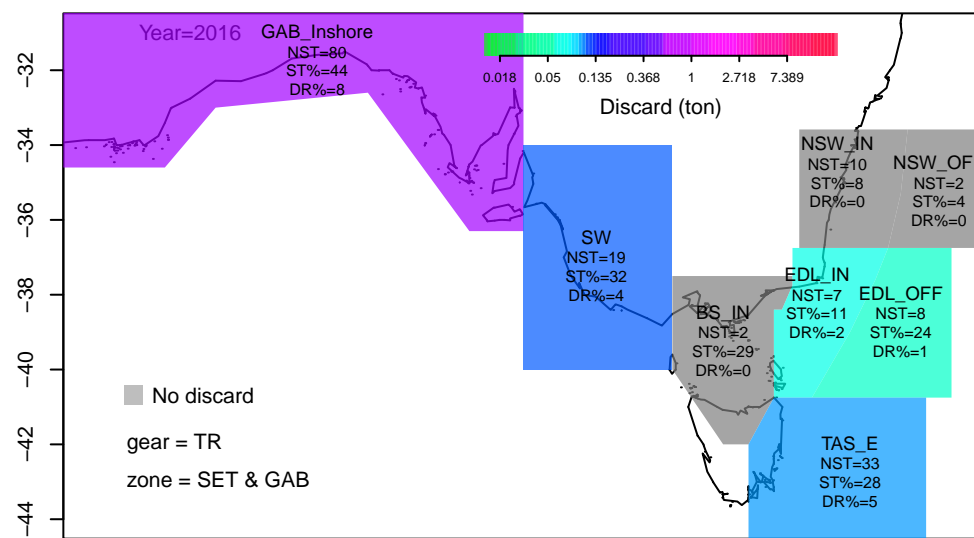 Year=2016
GAB_Inshore
NST=80
ST%=44
DR%=8
0.018 0.05 0.135 0.368 1 2.718 7.389
Discard (ton)
−32
−34
−36
−38
−40
−42
−44
NSW_IN
NST=10
ST%=8
DR%=0
NSW_OF
NST=2
ST%=4
DR%=0
SW
NST=19
ST%=32
DR%=4
BS_IN
NST=2
ST%=29
DR%=0
EDL_IN
NST=7
ST%=11
DR%=2
EDL_OFF
NST=8
ST%=24
DR%=1
TAS_E
NST=33
ST%=28
DR%=5
No discard
gear = TR
zone = SET & GAB